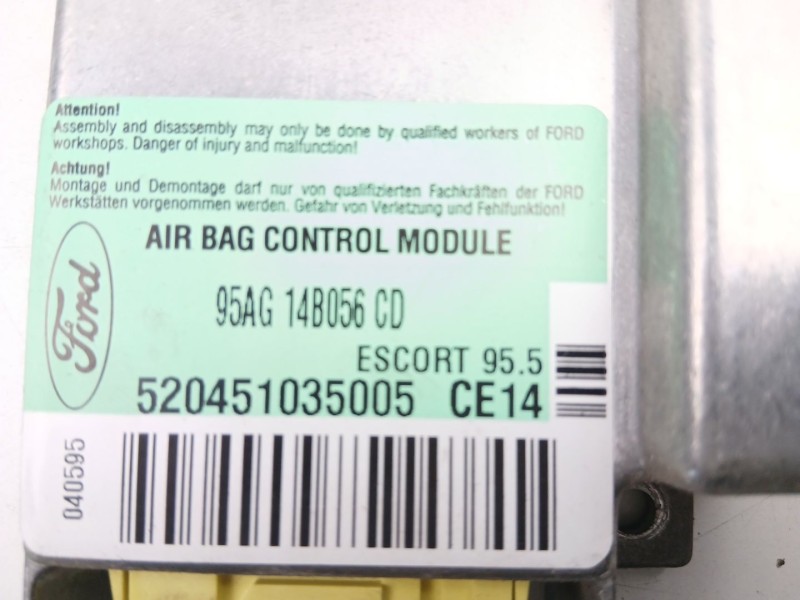 Attention!
Assembly and disassembly may only be done by qualified workers of FORD
workshops. Danger of injury and malfunction!
Achtung!
Montage und Demontage darf nur von qualifizierten Fachkräften der FORD
Werkstätten vorgenommen werden. Gefahr von Verletzung und Fehlfunktion!
AIR BAG CONTROL MODULE
Ford
95AG 14B056 CD
ESCORT 95.5
520451035005 CE14
040595